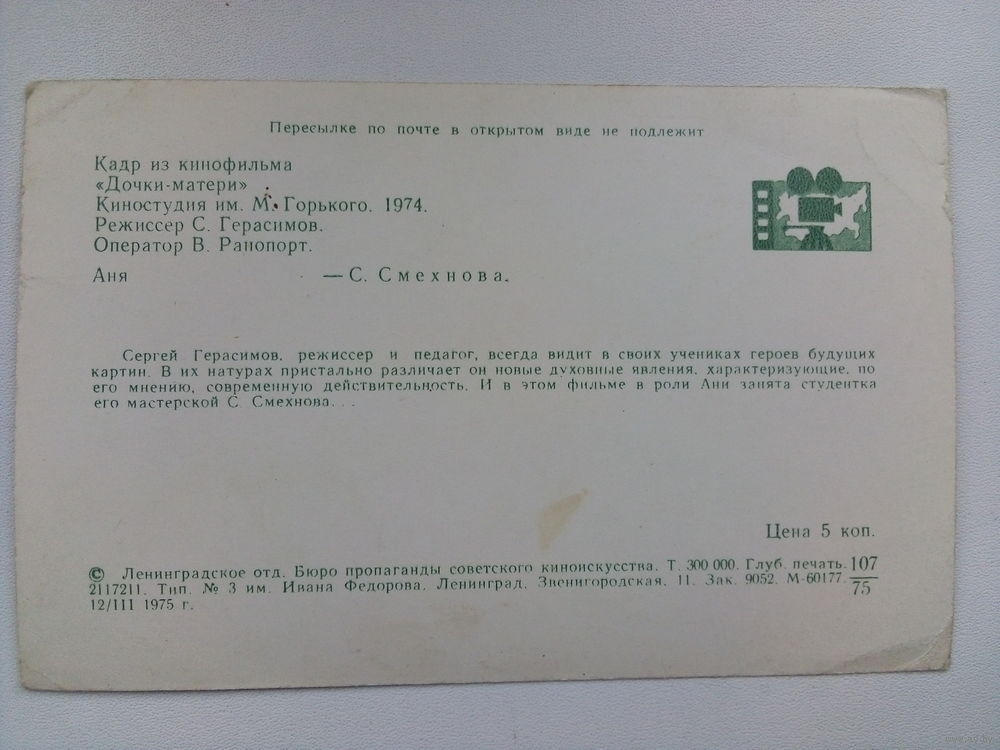 Пересылке по почте в открытом виде не подлежит
Кадр из кинофильма
«Дочки-матери»
Киностудия им. М. Горького. 1974.
Режиссер С. Герасимов.
Оператор В. Рапопорт.
Аня — С. Смехнова.
Сергей Герасимов, режиссер и педагог, всегда видит в своих учениках героев будущих
картин. В их натурах пристально различает он новые духовные явления, характеризующие, по
его мнению, современную действительность. И в этом фильме в роли Ани занята студентка
его мастерской С. Смехнова. . .
Цена 5 коп.
© Ленинградское отд. Бюро пропаганды советского киноискусства. Т. 300 000. Глуб. печать. 107
2117211. Тип. № 3 им. Ивана Федорова. Ленинград, Звенигородская, 11. Зак. 9052. М-60177. 75
12/III 1975 г.